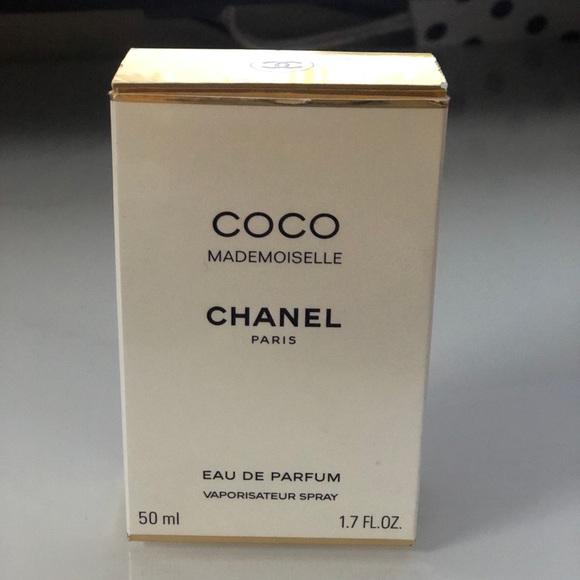 COCO
MADEMOISELLE
CHANEL
PARIS
EAU DE PARFUM
VAPORISATEUR SPRAY
50 ml 1.7 FL.OZ.